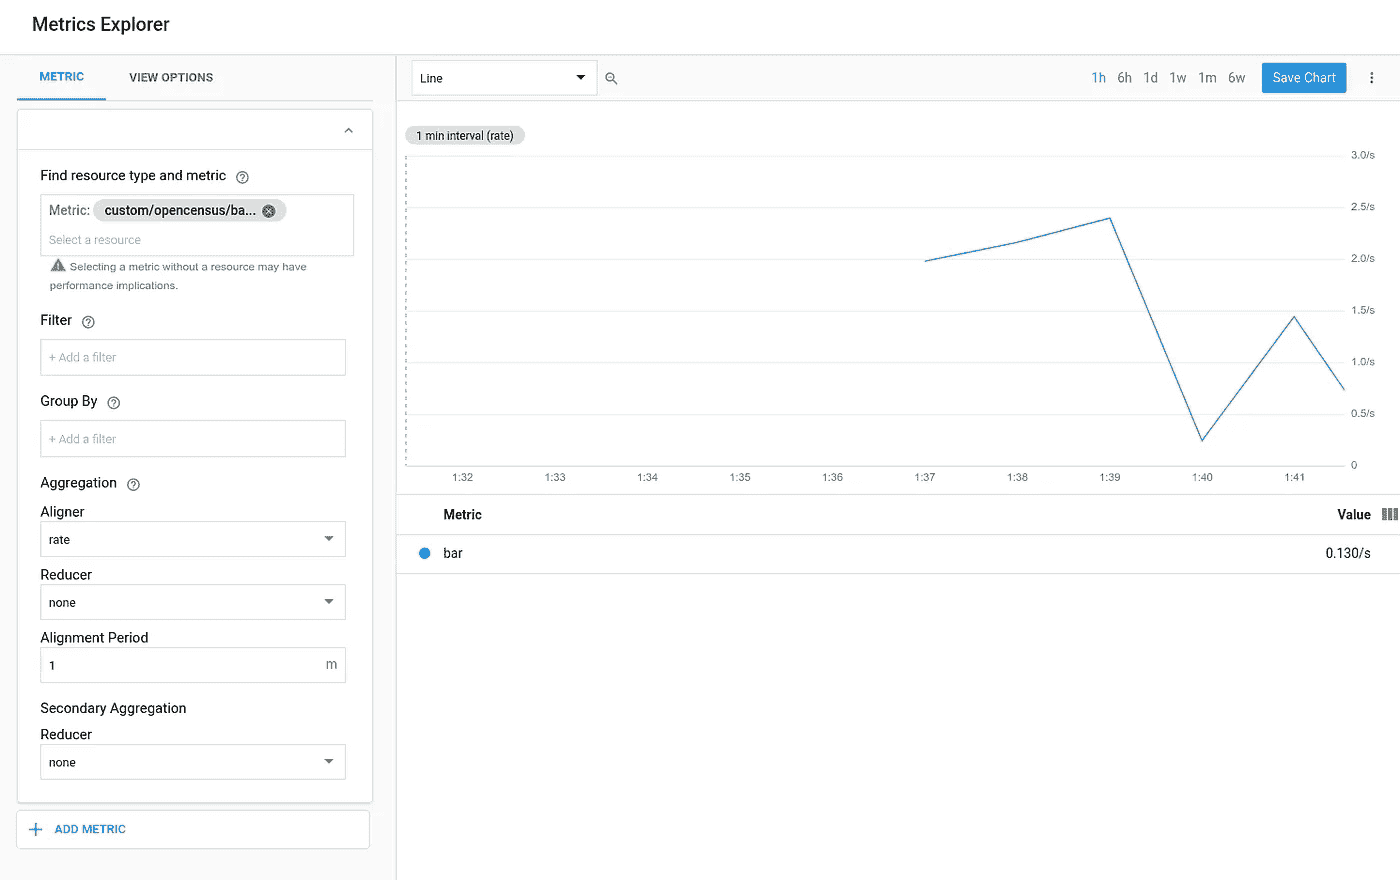 Metrics Explorer
METRIC
VIEW OPTIONS
Find resource type and metric
Metric: custom/opencensus/ba...
Select a resource
Selecting a metric without a resource may have
performance implications.
Filter
+ Add a filter
Group By
+ Add a filter
Aggregation
Aligner
rate
Reducer
none
Alignment Period
1 m
Secondary Aggregation
Reducer
none
ADD METRIC
Line
1h 6h 1d 1w 1m 6w
Save Chart
1 min interval (rate)
3.0/s
2.5/s
2.0/s
1.5/s
1.0/s
0.5/s
0
1:32 1:33 1:34 1:35 1:36 1:37 1:38 1:39 1:40 1:41
Metric Value
bar 0.130/s